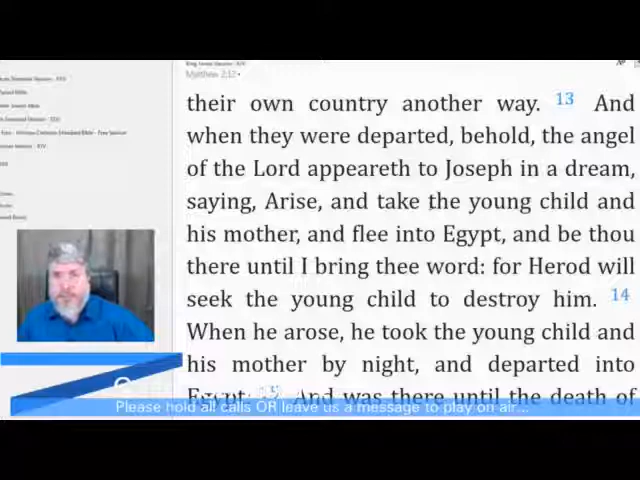 King James Version - KJV
Matthew 2:12
their own country another way. 13 And
when they were departed, behold, the angel
of the Lord appeareth to Joseph in a dream,
saying, Arise, and take the young child and
his mother, and flee into Egypt, and be thou
there until I bring thee word: for Herod will
seek the young child to destroy him. 14
When he arose, he took the young child and
his mother by night, and departed into
Egypt: 15 And was there until the death of
Please hold all calls OR leave us a message to play on air...